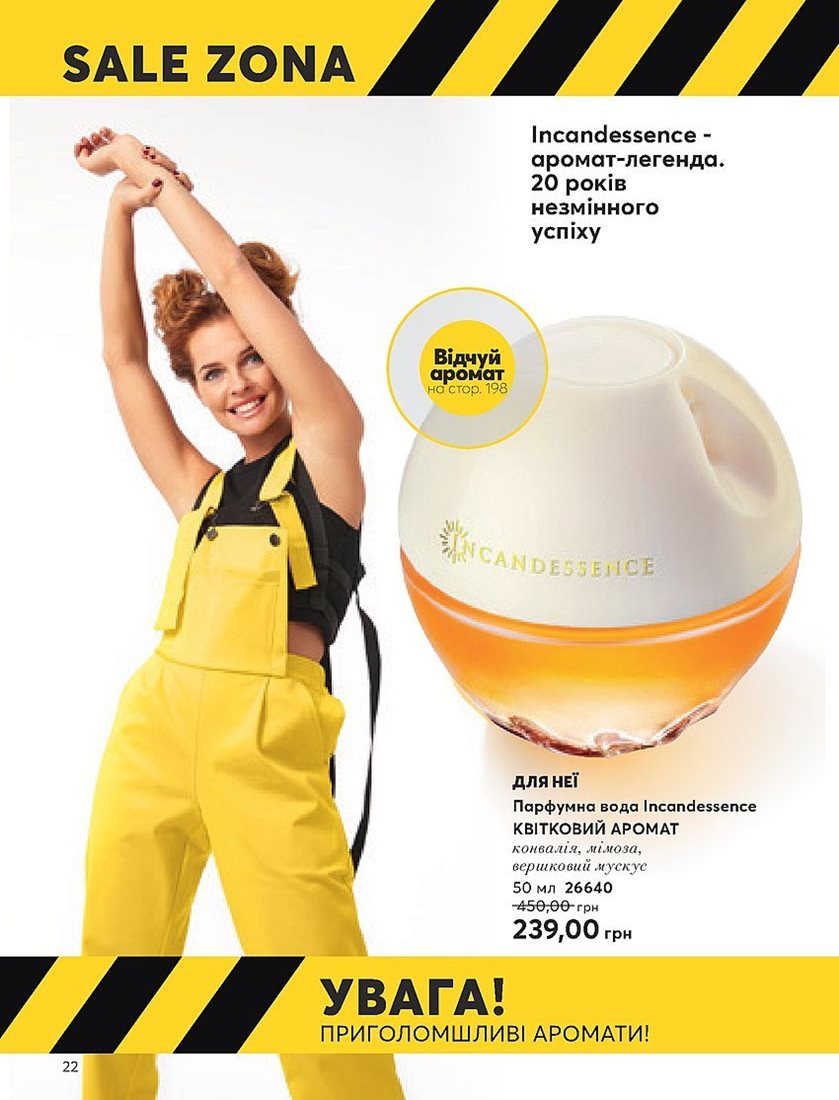 SALE ZONA
Incandessence -
аромат-легенда.
20 років
незмінного
успіху
Відчуй
аромат
на стор. 198
INCANDESSENCE
ДЛЯ НЕЇ
Парфумна вода Incandessence
КВІТКОВИЙ АРОМАТ
конвалія, мімоза,
вершковий мускус
50 мл 26640
450,00 грн
239,00 грн
УВАГА!
ПРИГОЛОМШЛИВІ АРОМАТИ!
22